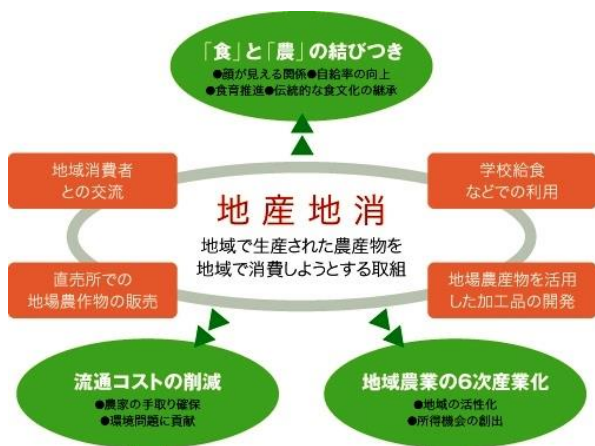 「食」と「農」の結びつき
●顔が見える関係●自給率の向上
●食育推進●伝統的な食文化の継承
地域消費者
との交流
学校給食
などでの利用
地産地消
地域で生産された農産物を
地域で消費しようとする取組
直売所での
地場農作物の販売
地場農産物を活用
した加工品の開発
流通コストの削減
●農家の手取り確保
●環境問題に貢献
地域農業の6次産業化
●地域の活性化
●所得機会の創出